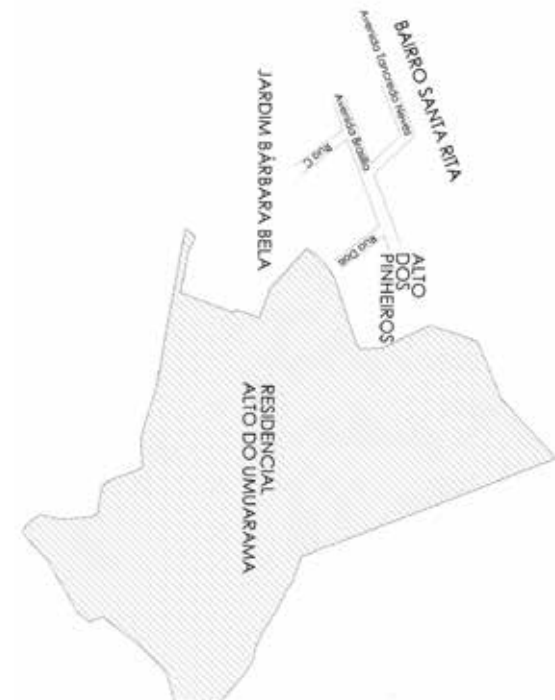 BAIRRO SANTA RITA
Avenida Tancredo Neves
Avenida Brasília
Rua C
Rua Dois
ALTO
DOS
PINHEIROS
JARDIM BÁRBARA BELA
RESIDENCIAL
ALTO DO UMUARAMA